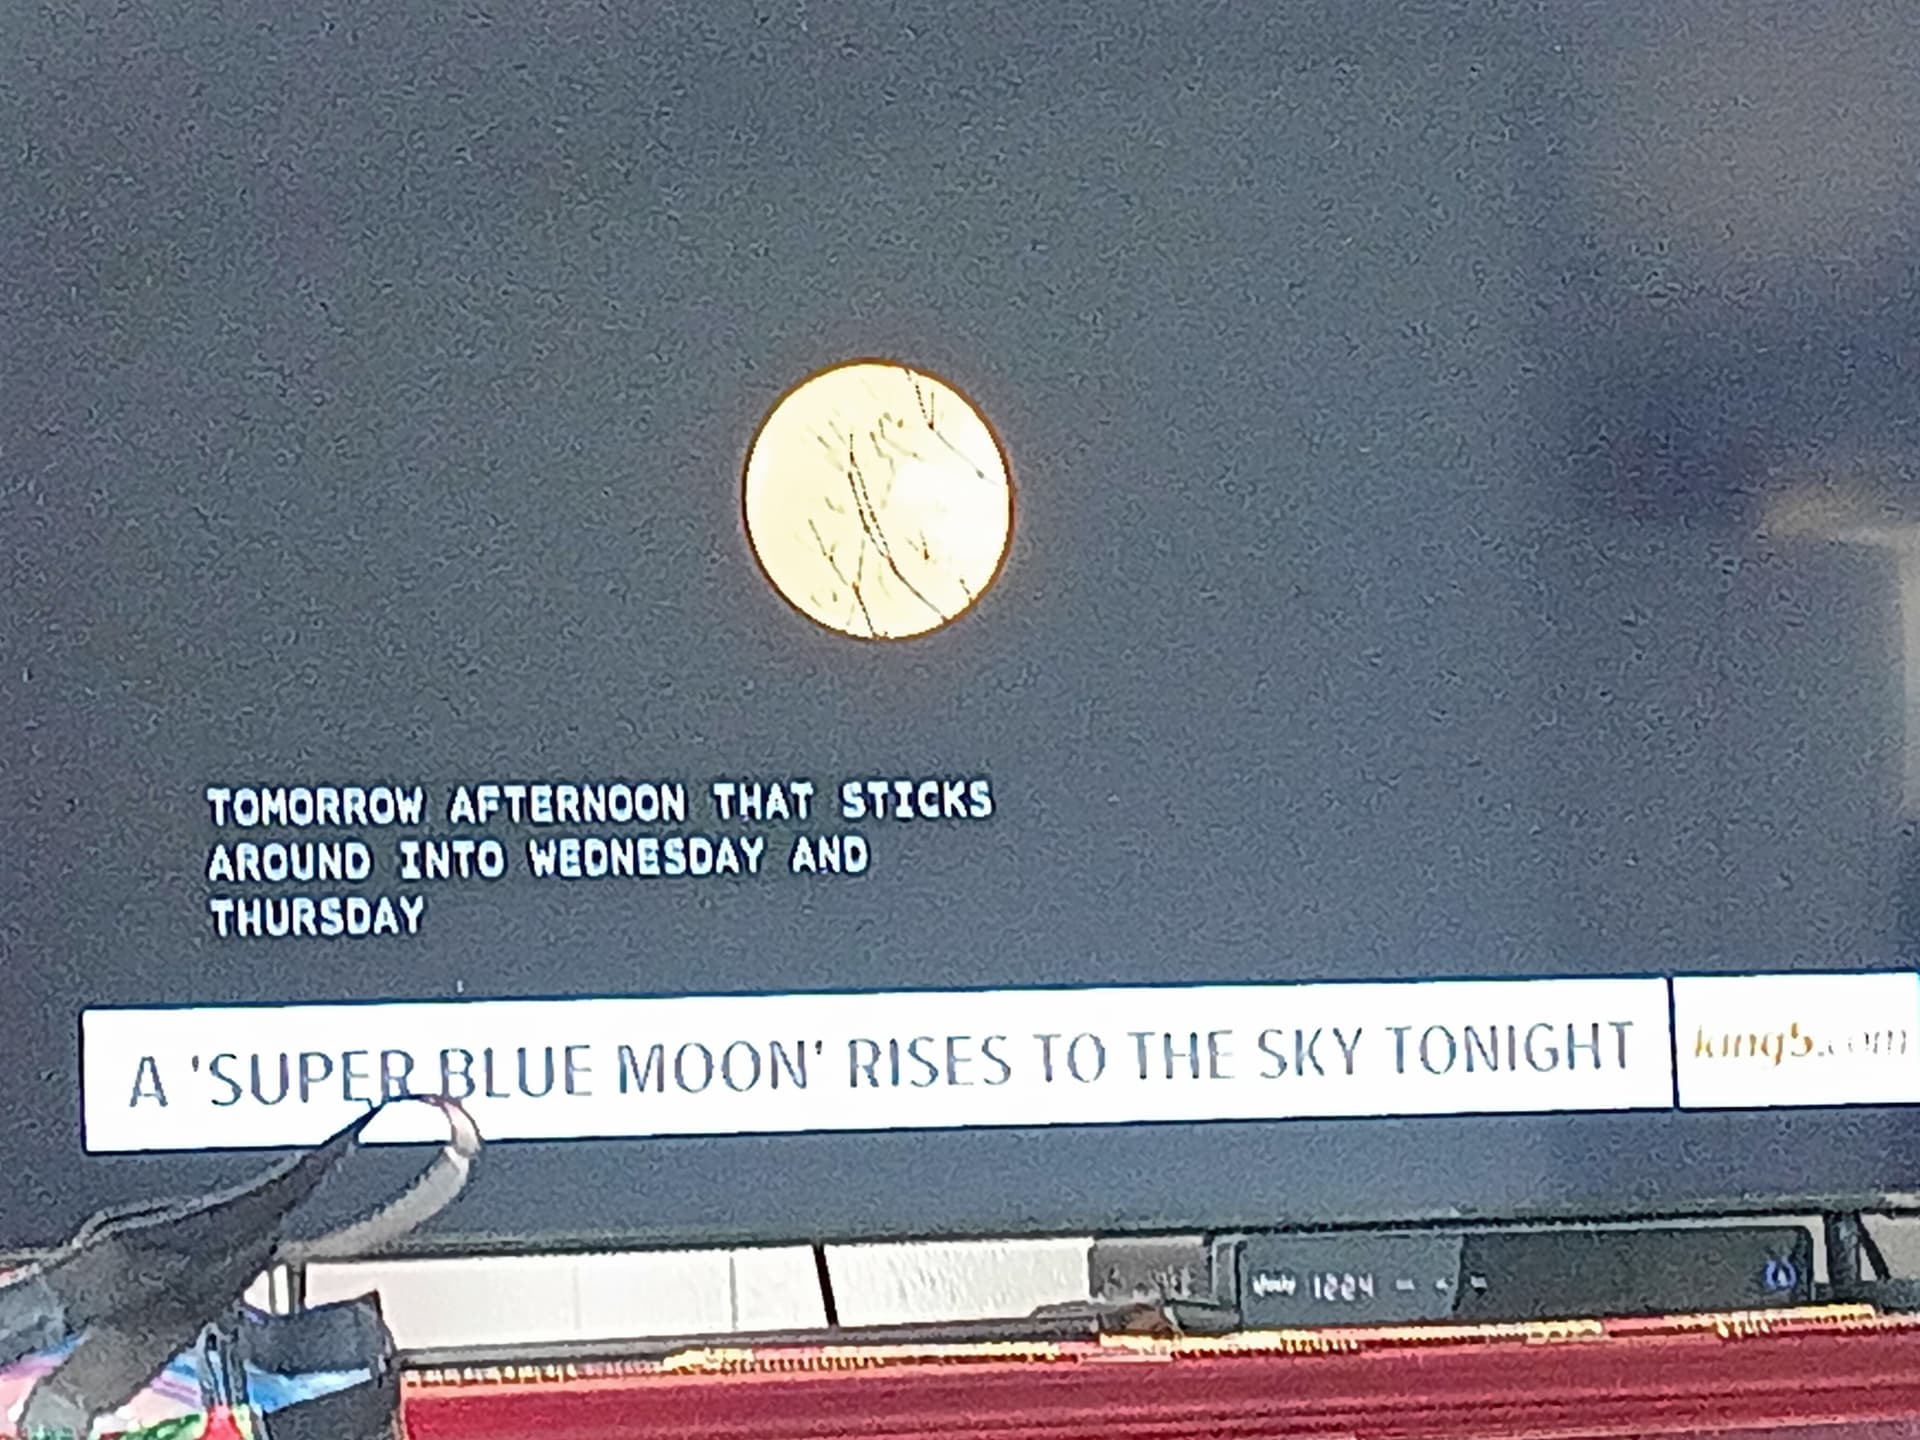 TOMORROW AFTERNOON THAT STICKS
AROUND INTO WEDNESDAY AND
THURSDAY
A 'SUPER BLUE MOON' RISES TO THE SKY TONIGHT
king5.com